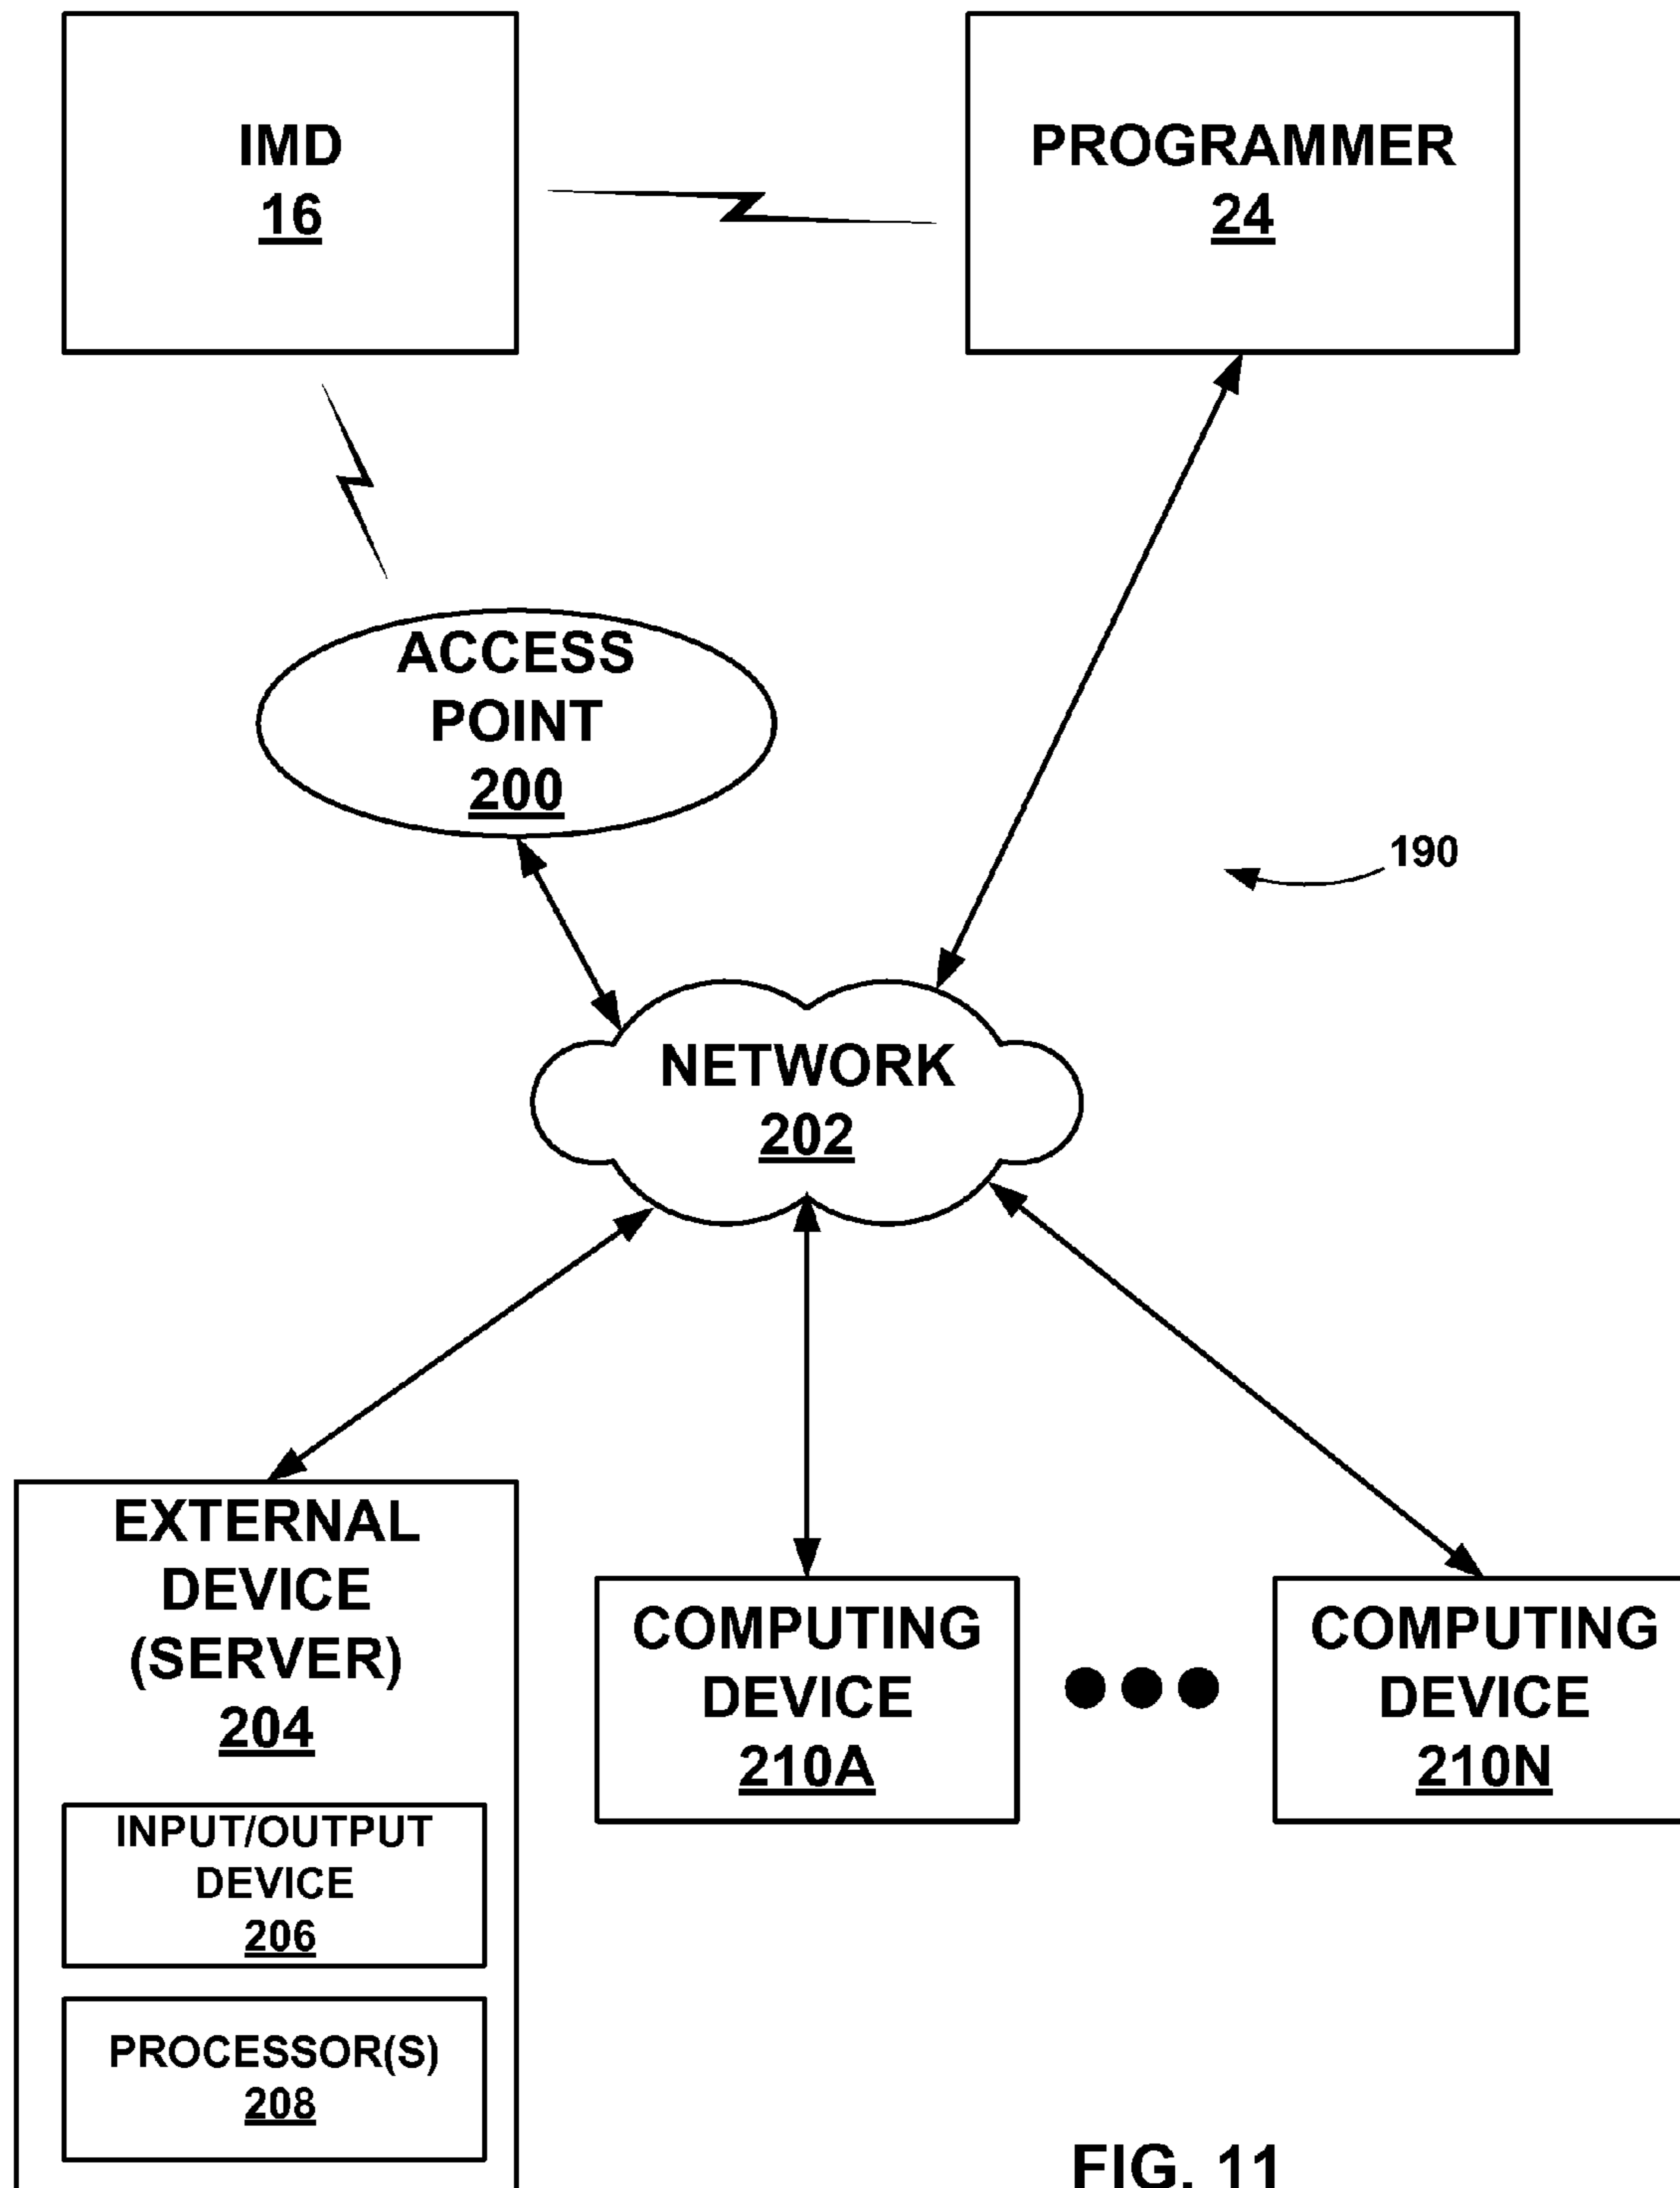 IMD
16
PROGRAMMER
24
ACCESS
POINT
200
190
NETWORK
202
EXTERNAL
DEVICE
(SERVER)
204
INPUT/OUTPUT
DEVICE
206
PROCESSOR(S)
208
COMPUTING
DEVICE
210A
COMPUTING
DEVICE
210N
FIG. 11